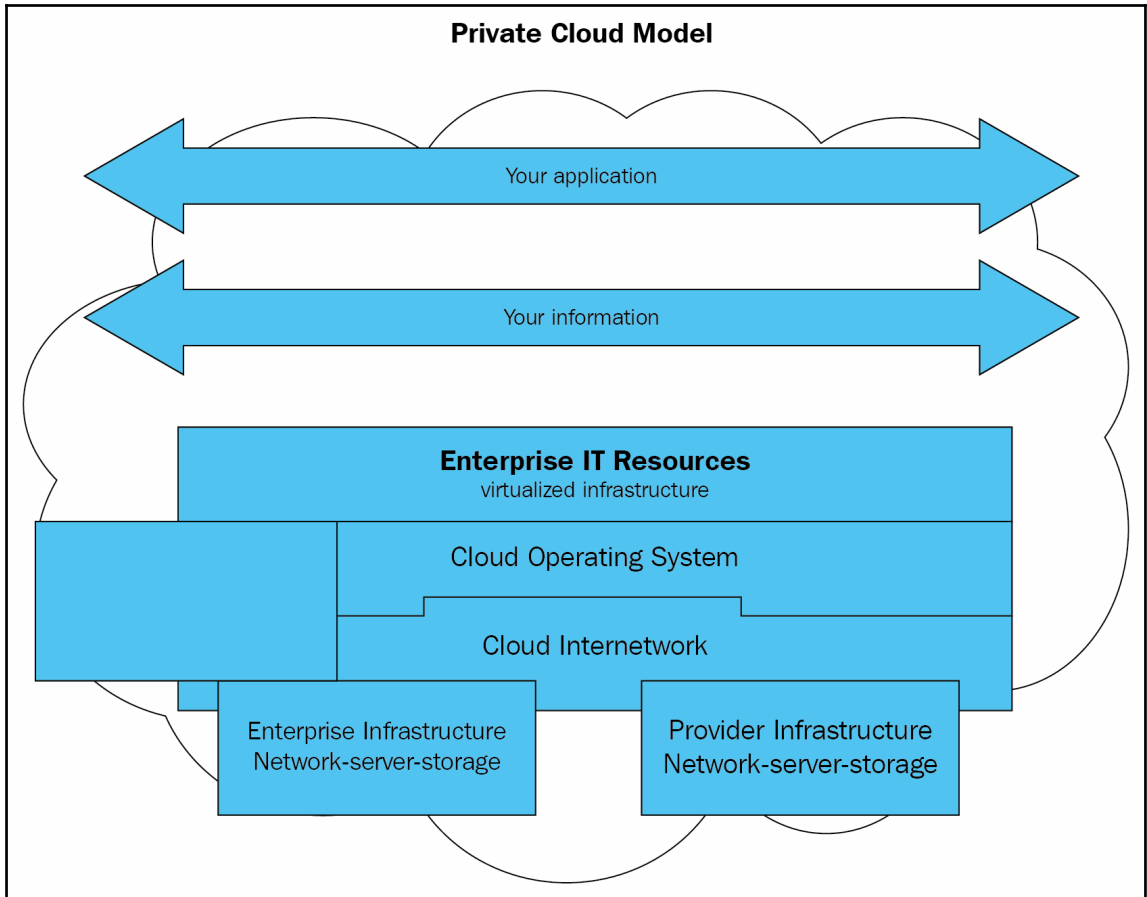 Private Cloud Model
Your application
Your information
Enterprise IT Resources
virtualized infrastructure
Cloud Operating System
Cloud Internetwork
Enterprise Infrastructure
Network-server-storage
Provider Infrastructure
Network-server-storage